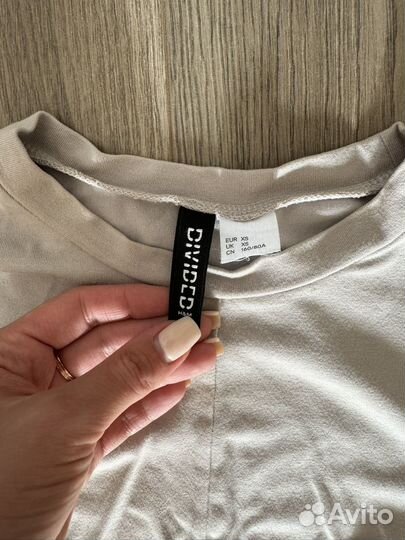 DIVIDED
H&M
EUR XS
UK XS
CN 160/80A
Avito